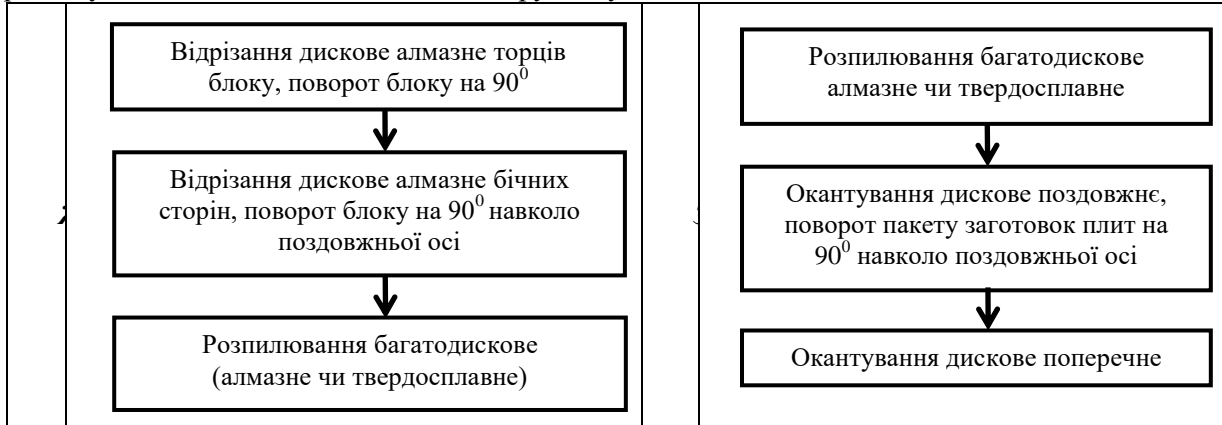 Відрізання дискове алмазне торців
блоку, поворот блоку на 90⁰
Відрізання дискове алмазне бічних
сторін, поворот блоку на 90⁰ навколо
поздовжньої осі
Розпилювання багатодискове
(алмазне чи твердосплавне)
Розпилювання багатодискове
алмазне чи твердосплавне
Окантування дискове поздовжнє,
поворот пакету заготовок плит на
90⁰ навколо поздовжньої осі
Окантування дискове поперечне